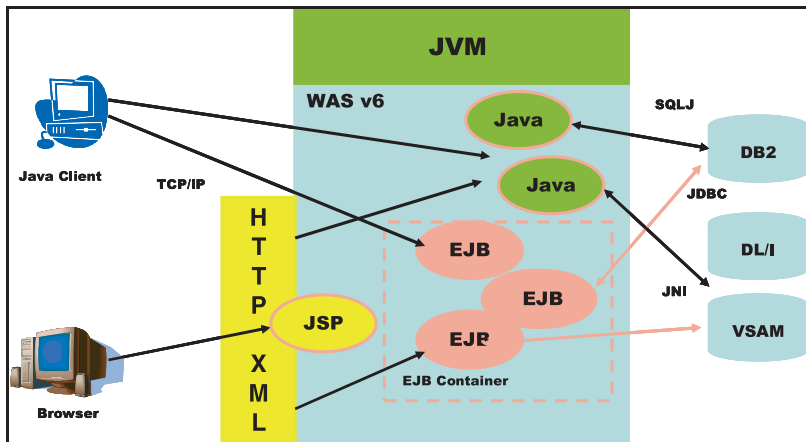 JVM
WAS v6
SQLJ
Java
DB2
Java Client
TCP/IP
Java
JDBC
H
T
T
P
X
M
L
EJB
DL/I
EJB
JNI
JSP
EJB
VSAM
EJB Container
Browser